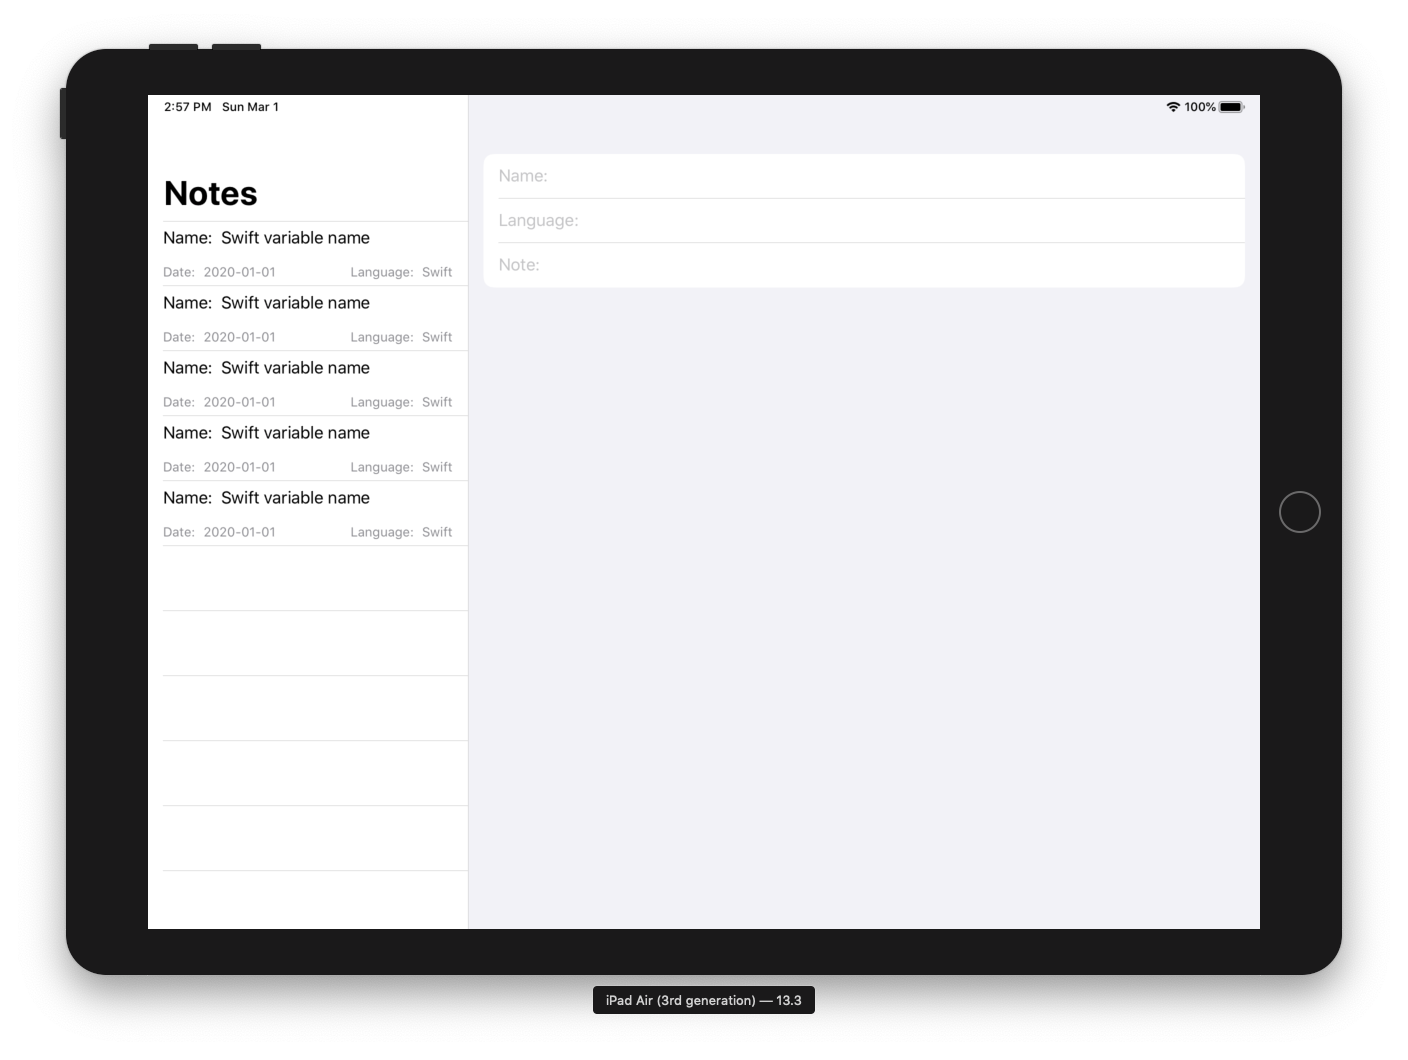 2:57 PM Sun Mar 1
100%
Notes
Name: Swift variable name
Date: 2020-01-01 Language: Swift
Name: Swift variable name
Date: 2020-01-01 Language: Swift
Name: Swift variable name
Date: 2020-01-01 Language: Swift
Name: Swift variable name
Date: 2020-01-01 Language: Swift
Name: Swift variable name
Date: 2020-01-01 Language: Swift
Name:
Language:
Note:
iPad Air (3rd generation) — 13.3